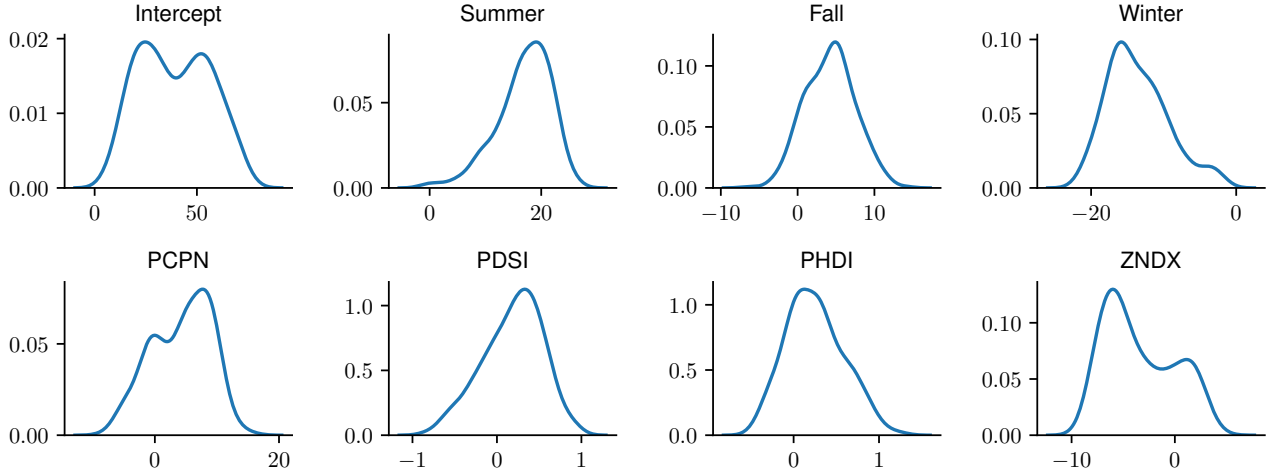 Intercept Summer Fall Winter
0.02 0.01 0.00 0 50
0.05 0.00 0 20
0.10 0.05 0.00 −10 0 10
0.10 0.05 0.00 −20 0
PCPN PDSI PHDI ZNDX
0.05 0.00 0 20
1.0 0.5 0.0 −1 0 1
1.0 0.5 0.0 0 1
0.10 0.05 0.00 −10 0